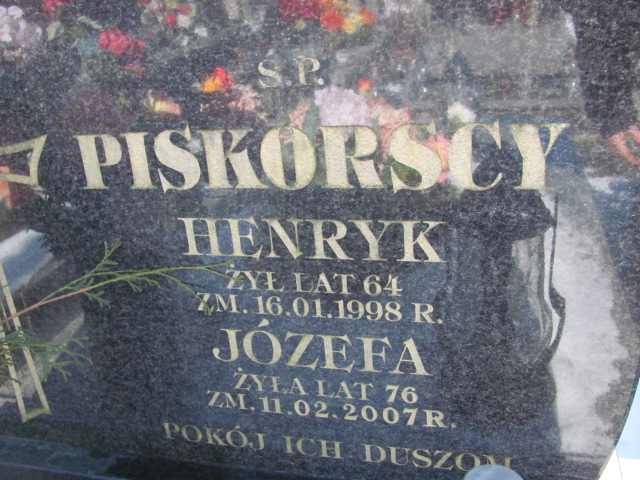 Ś.P.
PISKORSCY
HENRYK
ŻYŁ LAT 64
ZM. 16.01.1998 R.
JÓZEFA
ŻYŁA LAT 76
ZM. 11.02.2007 R.
POKÓJ ICH DUSZOM